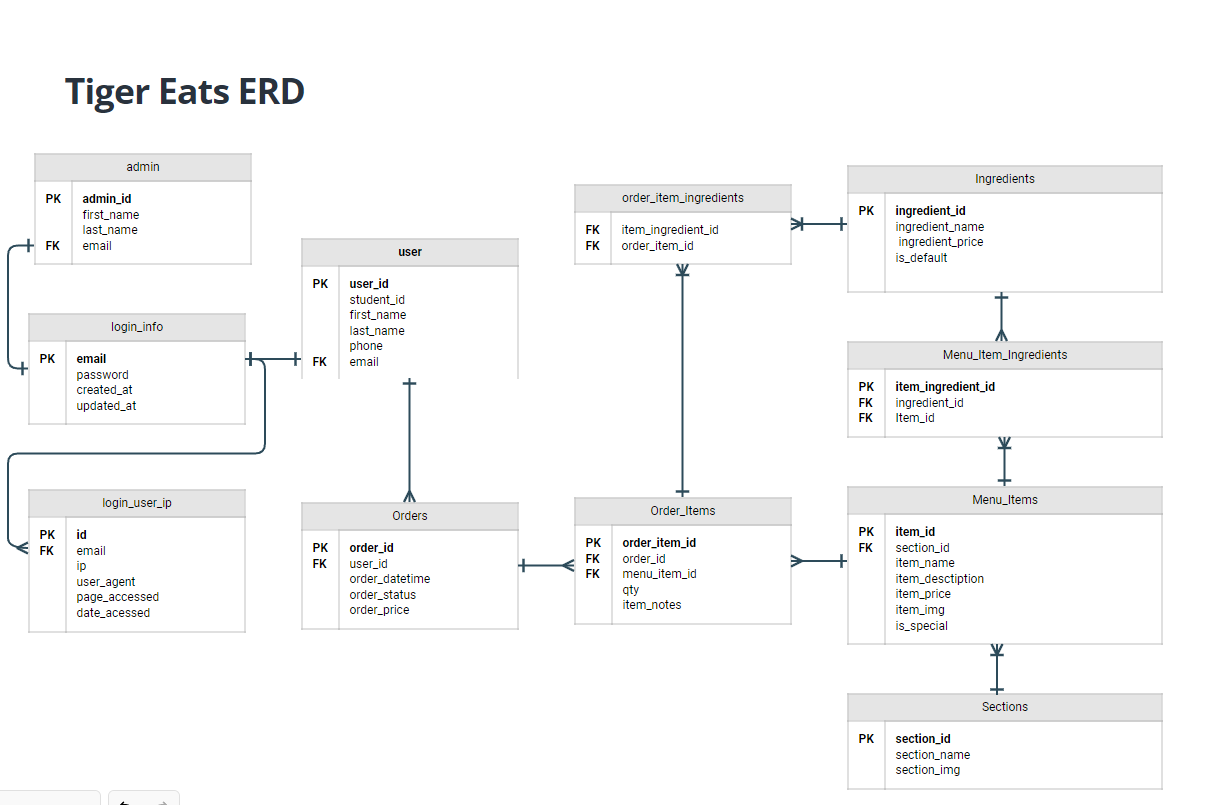 Tiger Eats ERD
admin
PK admin_id
first_name
last_name
FK email
login_info
PK email
password
created_at
updated_at
login_user_ip
PK id
FK email
ip
user_agent
page_accessed
date_acessed
user
PK user_id
student_id
first_name
last_name
phone
FK email
Orders
PK order_id
FK user_id
order_datetime
order_status
order_price
order_item_ingredients
FK item_ingredient_id
FK order_item_id
Order_Items
PK order_item_id
FK order_id
FK menu_item_id
qty
item_notes
Ingredients
PK ingredient_id
ingredient_name
ingredient_price
is_default
Menu_Item_Ingredients
PK item_ingredient_id
FK ingredient_id
FK Item_id
Menu_Items
PK item_id
FK section_id
item_name
item_desctiption
item_price
item_img
is_special
Sections
PK section_id
section_name
section_img